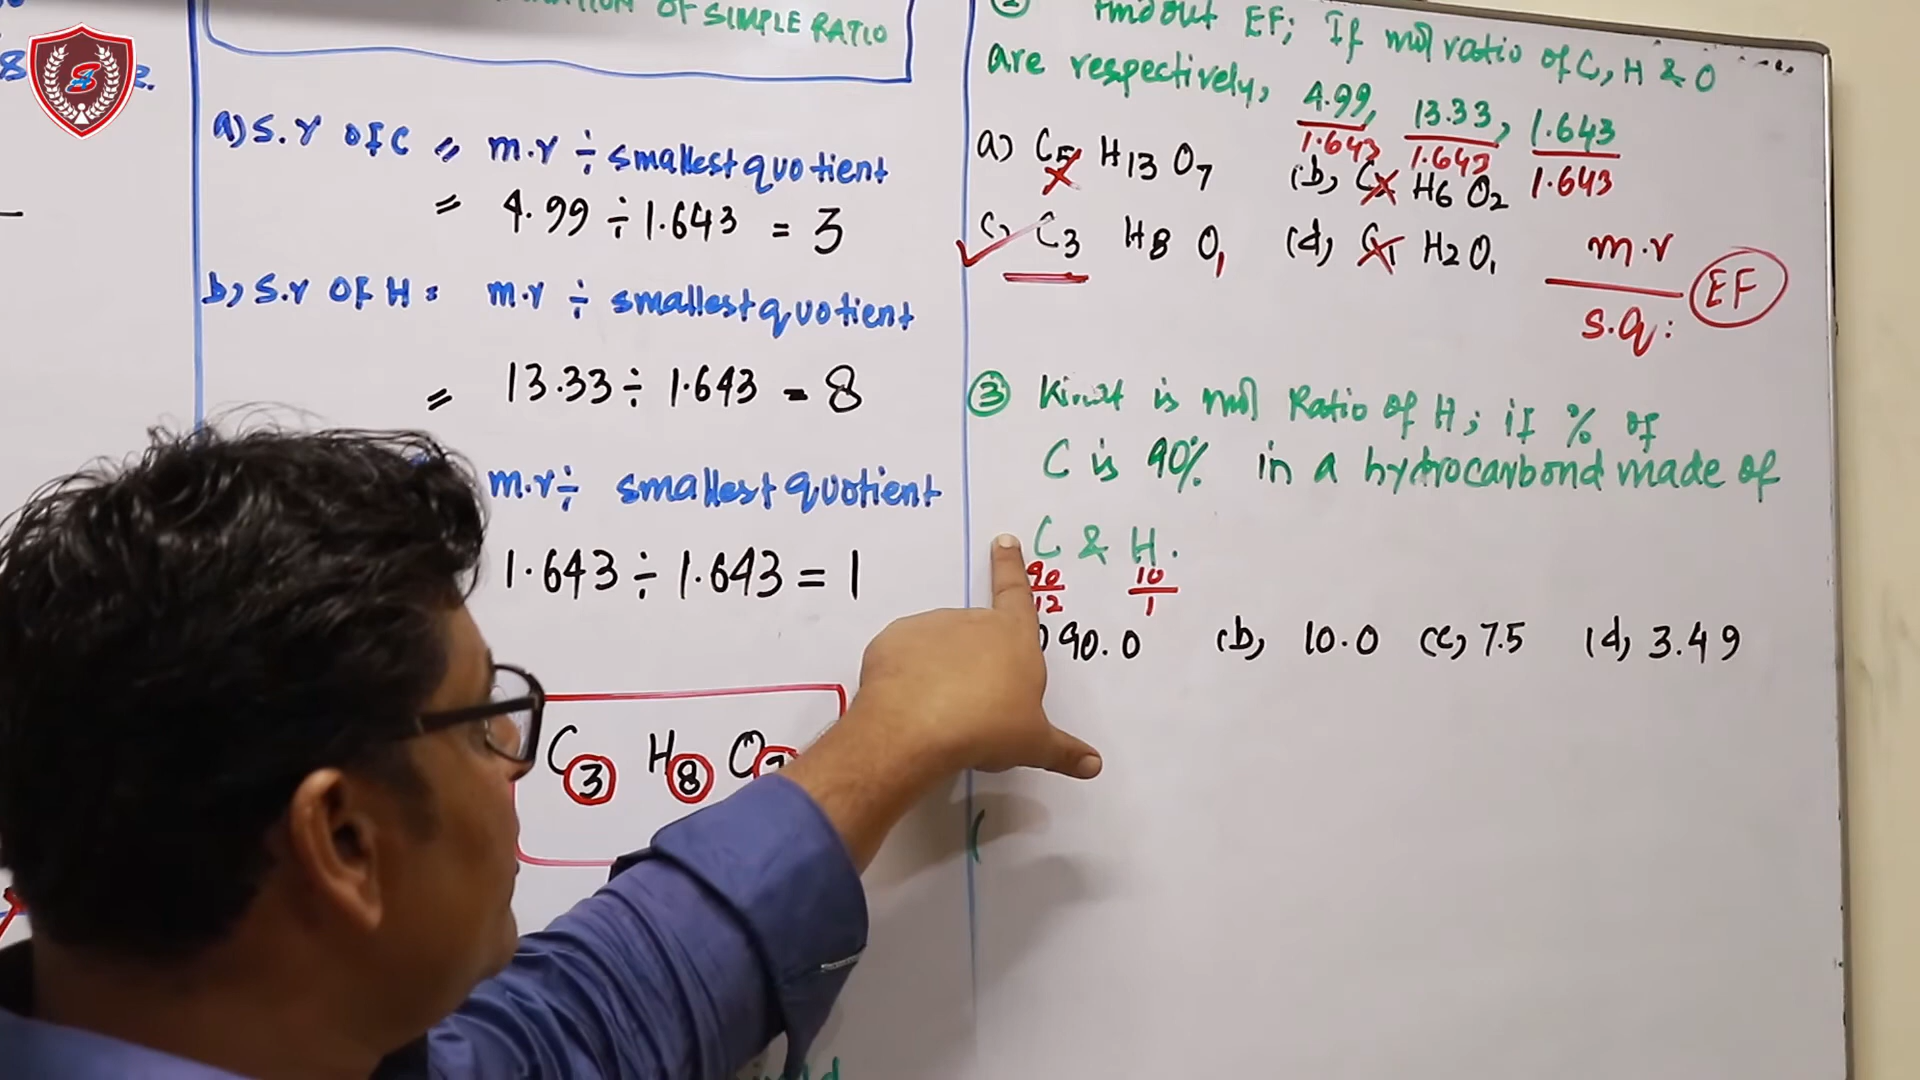 OF SIMPLE RATIO
a) S.r of C = m.r ÷ smallest quotient
= 4.99 ÷ 1.643 = 3
b) S.r OF H = m.r ÷ smallest quotient
= 13.33 ÷ 1.643 = 8
m.r ÷ smallest quotient
1.643 ÷ 1.643 = 1
C3 H8 O
② Find out EF; If mol ratio of C, H & O
are respectively, 4.99, 13.33, 1.643
1.643 1.643 1.643
a) C5 H13 O7 (b) C H6 O2
c) C3 H8 O1 (d) C1 H2 O1
m.r
s.q: EF
③ is mol Ratio of H; if % of
C is 90% in a hydrocarbond made of
C & H.
90/12 10/1
90.0 (b) 10.0 (c) 7.5 (d) 3.49